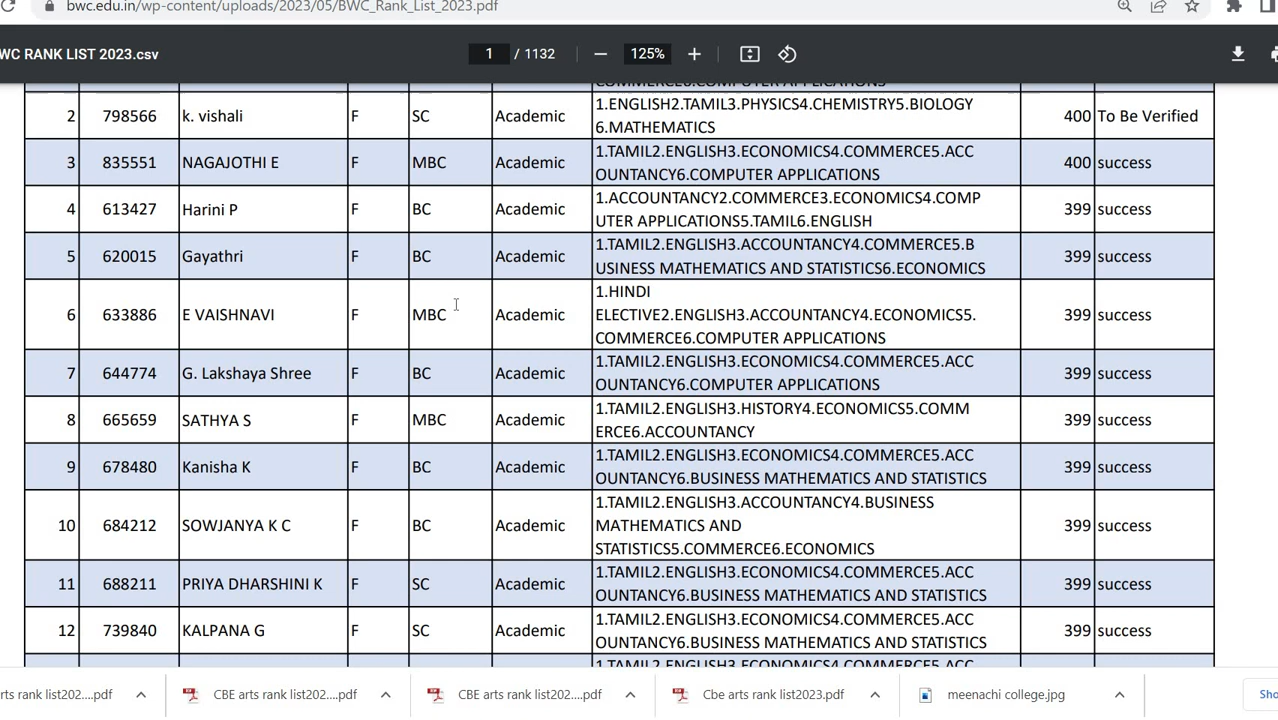 bwc.edu.in/wp-content/uploads/2023/05/BWC_Rank_List_2023.pdf
WC RANK LIST 2023.csv 1 / 1132 — 125% +
COMMERCE6.COMPUTER APPLICATIONS
2 798566 k. vishali F SC Academic 1.ENGLISH2.TAMIL3.PHYSICS4.CHEMISTRY5.BIOLOGY 400 To Be Verified
6.MATHEMATICS
3 835551 NAGAJOTHI E F MBC Academic 1.TAMIL2.ENGLISH3.ECONOMICS4.COMMERCE5.ACC 400 success
OUNTANCY6.COMPUTER APPLICATIONS
4 613427 Harini P F BC Academic 1.ACCOUNTANCY2.COMMERCE3.ECONOMICS4.COMP 399 success
UTER APPLICATIONS5.TAMIL6.ENGLISH
5 620015 Gayathri F BC Academic 1.TAMIL2.ENGLISH3.ACCOUNTANCY4.COMMERCE5.B 399 success
USINESS MATHEMATICS AND STATISTICS6.ECONOMICS
1.HINDI
6 633886 E VAISHNAVI F MBC Academic ELECTIVE2.ENGLISH3.ACCOUNTANCY4.ECONOMICS5. 399 success
COMMERCE6.COMPUTER APPLICATIONS
7 644774 G. Lakshaya Shree F BC Academic 1.TAMIL2.ENGLISH3.ECONOMICS4.COMMERCE5.ACC 399 success
OUNTANCY6.COMPUTER APPLICATIONS
8 665659 SATHYA S F MBC Academic 1.TAMIL2.ENGLISH3.HISTORY4.ECONOMICS5.COMM 399 success
ERCE6.ACCOUNTANCY
9 678480 Kanisha K F BC Academic 1.TAMIL2.ENGLISH3.ECONOMICS4.COMMERCE5.ACC 399 success
OUNTANCY6.BUSINESS MATHEMATICS AND STATISTICS
1.TAMIL2.ENGLISH3.ACCOUNTANCY4.BUSINESS
10 684212 SOWJANYA K C F BC Academic MATHEMATICS AND 399 success
STATISTICS5.COMMERCE6.ECONOMICS
11 688211 PRIYA DHARSHINI K F SC Academic 1.TAMIL2.ENGLISH3.ECONOMICS4.COMMERCE5.ACC 399 success
OUNTANCY6.BUSINESS MATHEMATICS AND STATISTICS
12 739840 KALPANA G F SC Academic 1.TAMIL2.ENGLISH3.ECONOMICS4.COMMERCE5.ACC 399 success
OUNTANCY6.BUSINESS MATHEMATICS AND STATISTICS
1.TAMIL2.ENGLISH3.ECONOMICS4.COMMERCE5.ACC
rts rank list202....pdf CBE arts rank list202....pdf CBE arts rank list202....pdf Cbe arts rank list2023.pdf meenachi college.jpg Sho